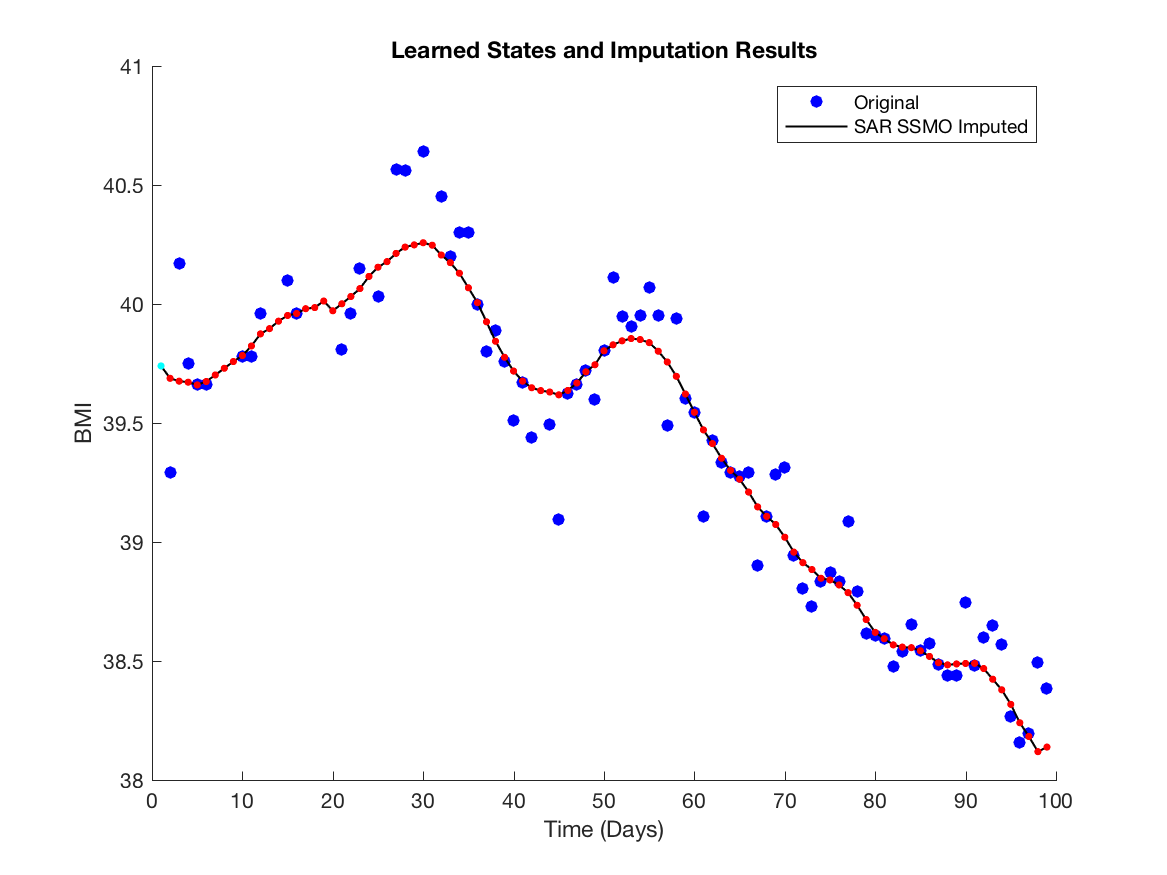 Learned States and Imputation Results
Original
SAR SSMO Imputed
BMI
41
40.5
40
39.5
39
38.5
38
0 10 20 30 40 50 60 70 80 90 100
Time (Days)